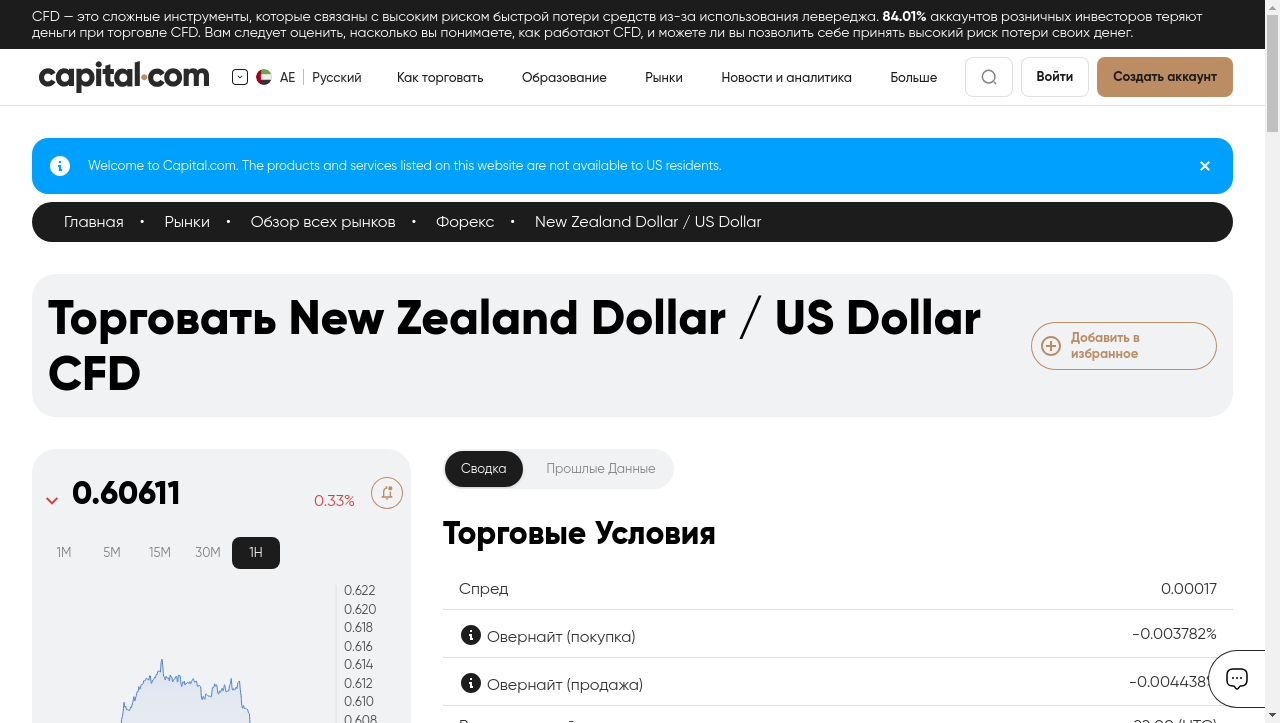 CFD — это сложные инструменты, которые связаны с высоким риском быстрой потери средств из-за использования левереджа. 84.01% аккаунтов розничных инвесторов теряют
деньги при торговле CFD. Вам следует оценить, насколько вы понимаете, как работают CFD, и можете ли вы позволить себе принять высокий риск потери своих денег.
capital.com AE Русский Как торговать Образование Рынки Новости и аналитика Больше Войти Создать аккаунт
Welcome to Capital.com. The products and services listed on this website are not available to US residents.
Главная • Рынки • Обзор всех рынков • Форекс • New Zealand Dollar / US Dollar
Торговать New Zealand Dollar / US Dollar
CFD
Добавить в
избранное
0.60611 0.33%
1M 5M 15M 30M 1H
0.622
0.620
0.618
0.616
0.614
0.612
0.610
0.608
Сводка Прошлые Данные
Торговые Условия
Спред 0.00017
Овернайт (покупка) -0.003782%
Овернайт (продажа) -0.004438%
22:00 (UTC)